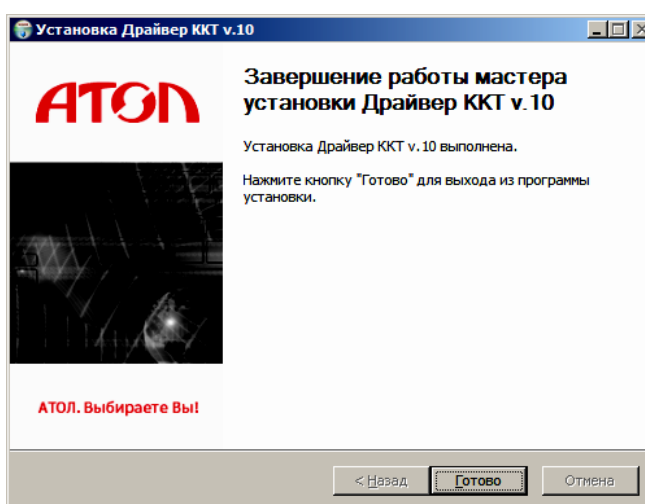 Установка Драйвер ККТ v.10
АТОЛ
Завершение работы мастера
установки Драйвер ККТ v.10
Установка Драйвер ККТ v.10 выполнена.
Нажмите кнопку "Готово" для выхода из программы
установки.
АТОЛ. Выбираете Вы!
< Назад
Готово
Отмена